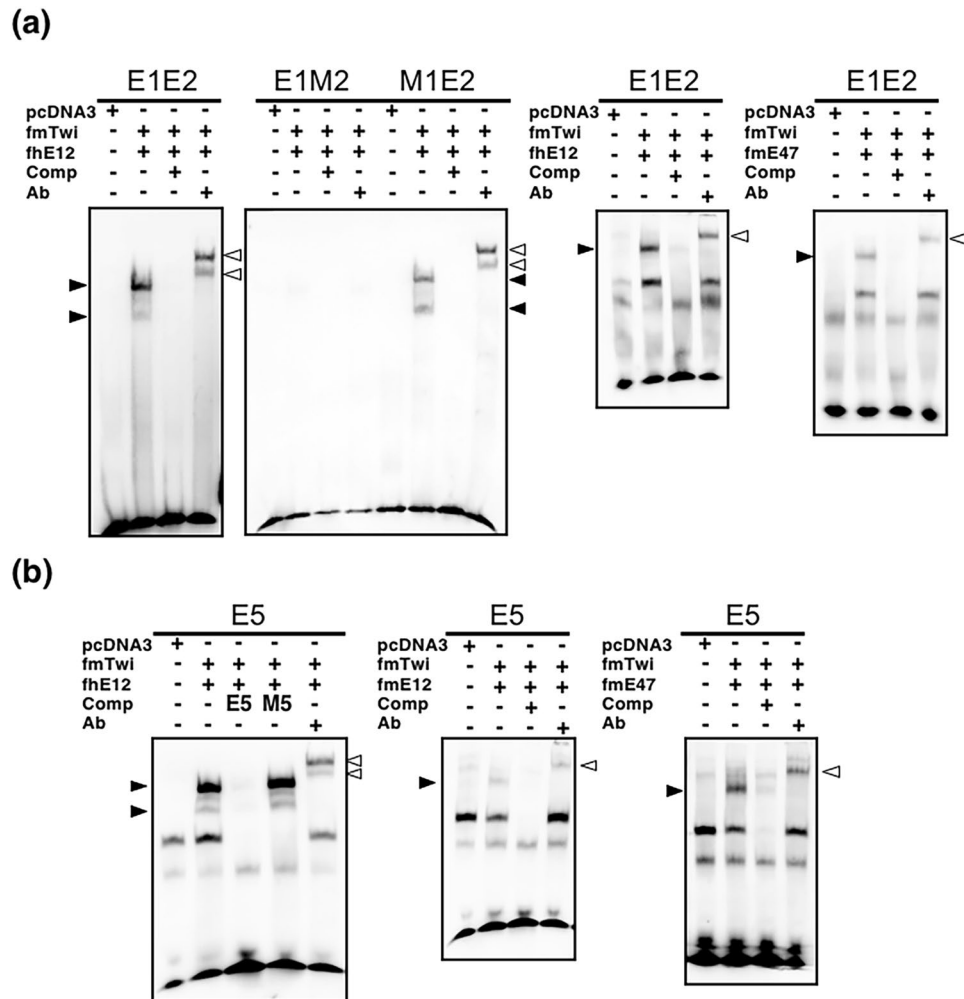 (a)
E1E2
pcDNA3 + - - -
fmTwi - + + +
fhE12 - + + +
Comp - - + -
Ab - - - +
E1M2 M1E2
+ - - - + - - -
- + + + - + + +
- + + + - + + +
- - + - - - + -
- - - + - - - +
E1E2
pcDNA3 + - - -
fmTwi - + + +
fhE12 - + + +
Comp - - + -
Ab - - - +
E1E2
pcDNA3 + - - -
fmTwi - + + +
fmE47 - + + +
Comp - - + -
Ab - - - +
(b)
E5
pcDNA3 + - - - -
fmTwi - + + + +
fhE12 - + + + +
Comp - - E5 M5 -
Ab - - - - +
E5
pcDNA3 + - - -
fmTwi - + + +
fmE12 - + + +
Comp - - + -
Ab - - - +
E5
pcDNA3 + - - -
fmTwi - + + +
fmE47 - + + +
Comp - - + -
Ab - - - +